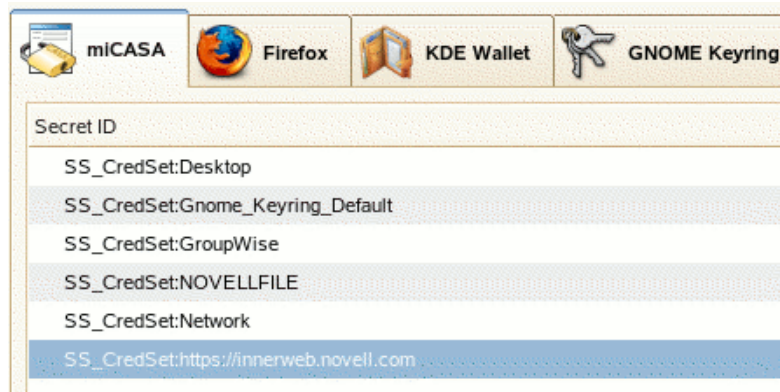 miCASA Firefox KDE Wallet GNOME Keyring
Secret ID
SS_CredSet:Desktop
SS_CredSet:Gnome_Keyring_Default
SS_CredSet:GroupWise
SS_CredSet:NOVELLFILE
SS_CredSet:Network
SS_CredSet:https://innerweb.novell.com